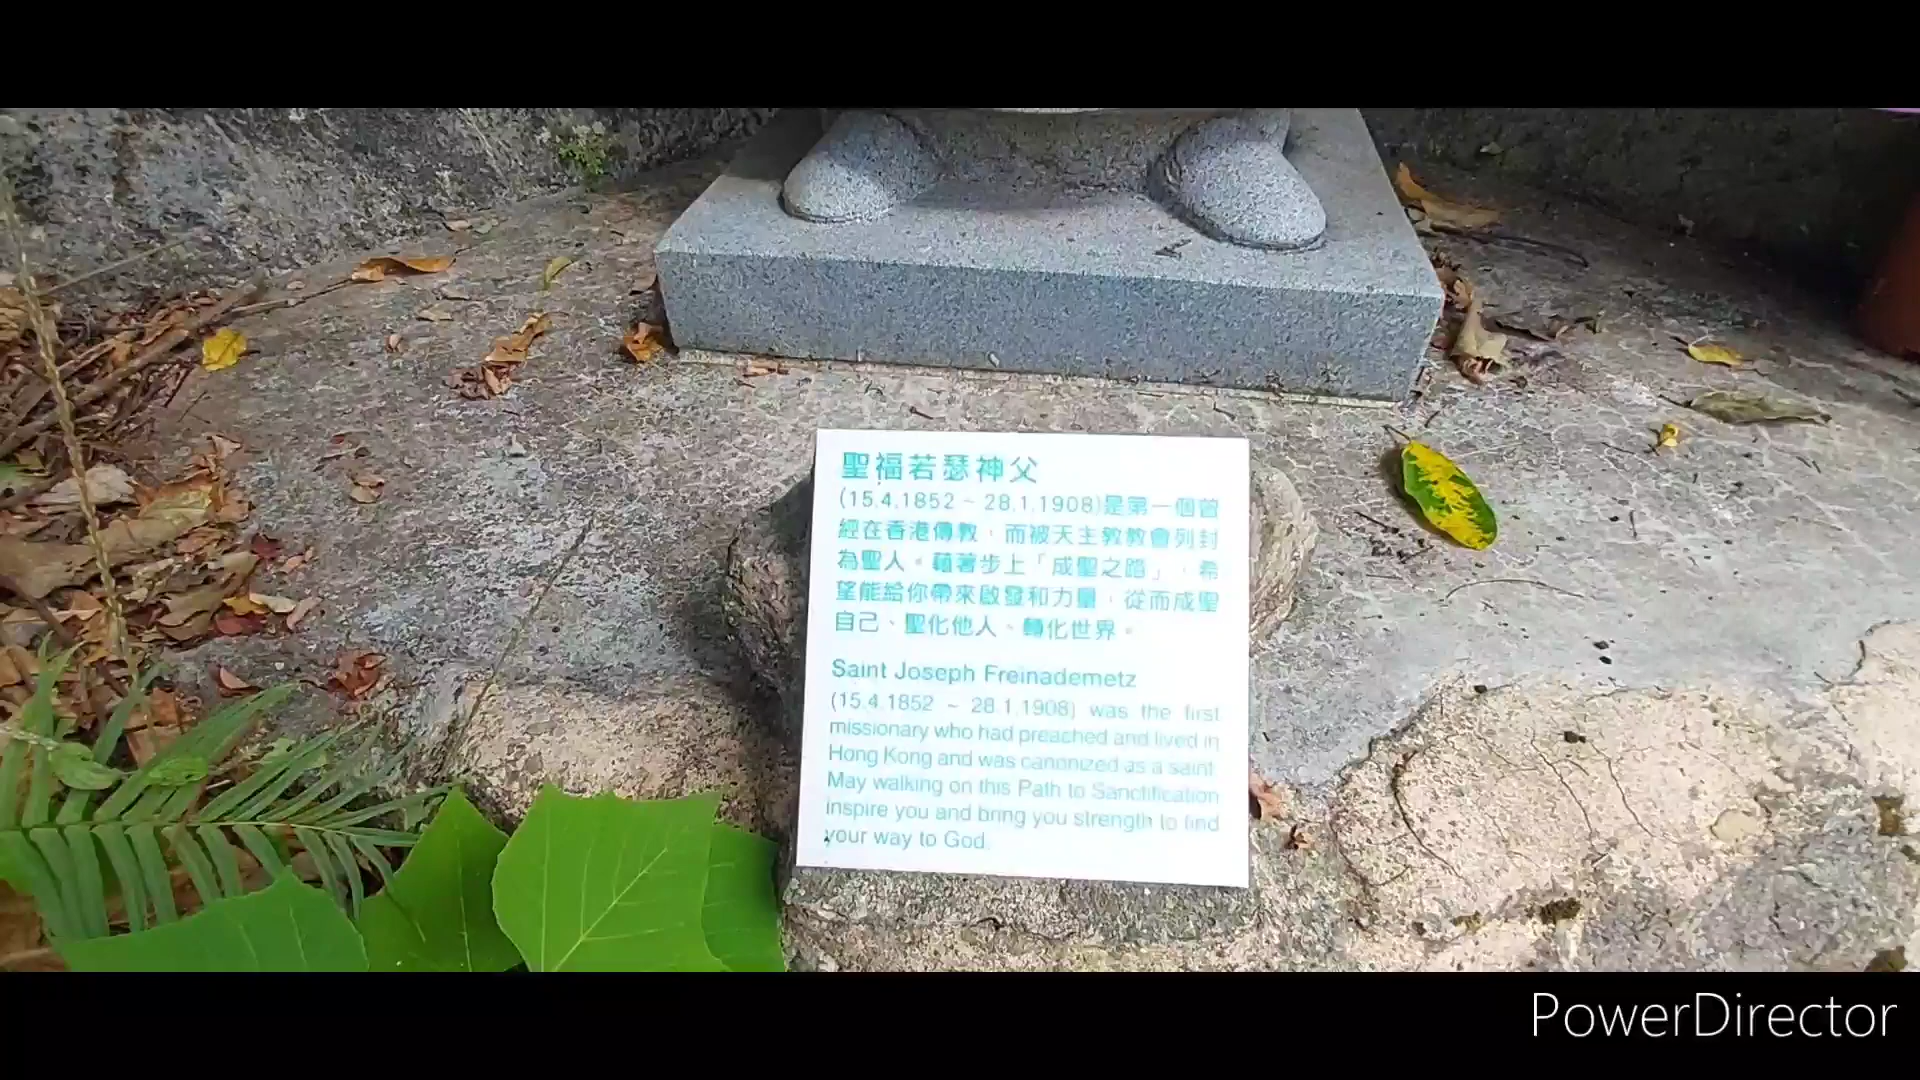 聖福若瑟神父
(15.4.1852 ~ 28.1.1908)是第一個曾
經在香港傳教，而被天主教教會列封
為聖人。藉著步上「成聖之路」，希
望能給你帶來啟發和力量，從而成聖
自己、聖化他人、轉化世界。
Saint Joseph Freinademetz
(15.4.1852 ~ 28.1.1908) was the first
missionary who had preached and lived in
Hong Kong and was canonized as a saint.
May walking on this Path to Sanctification
inspire you and bring you strength to find
your way to God.
PowerDirector